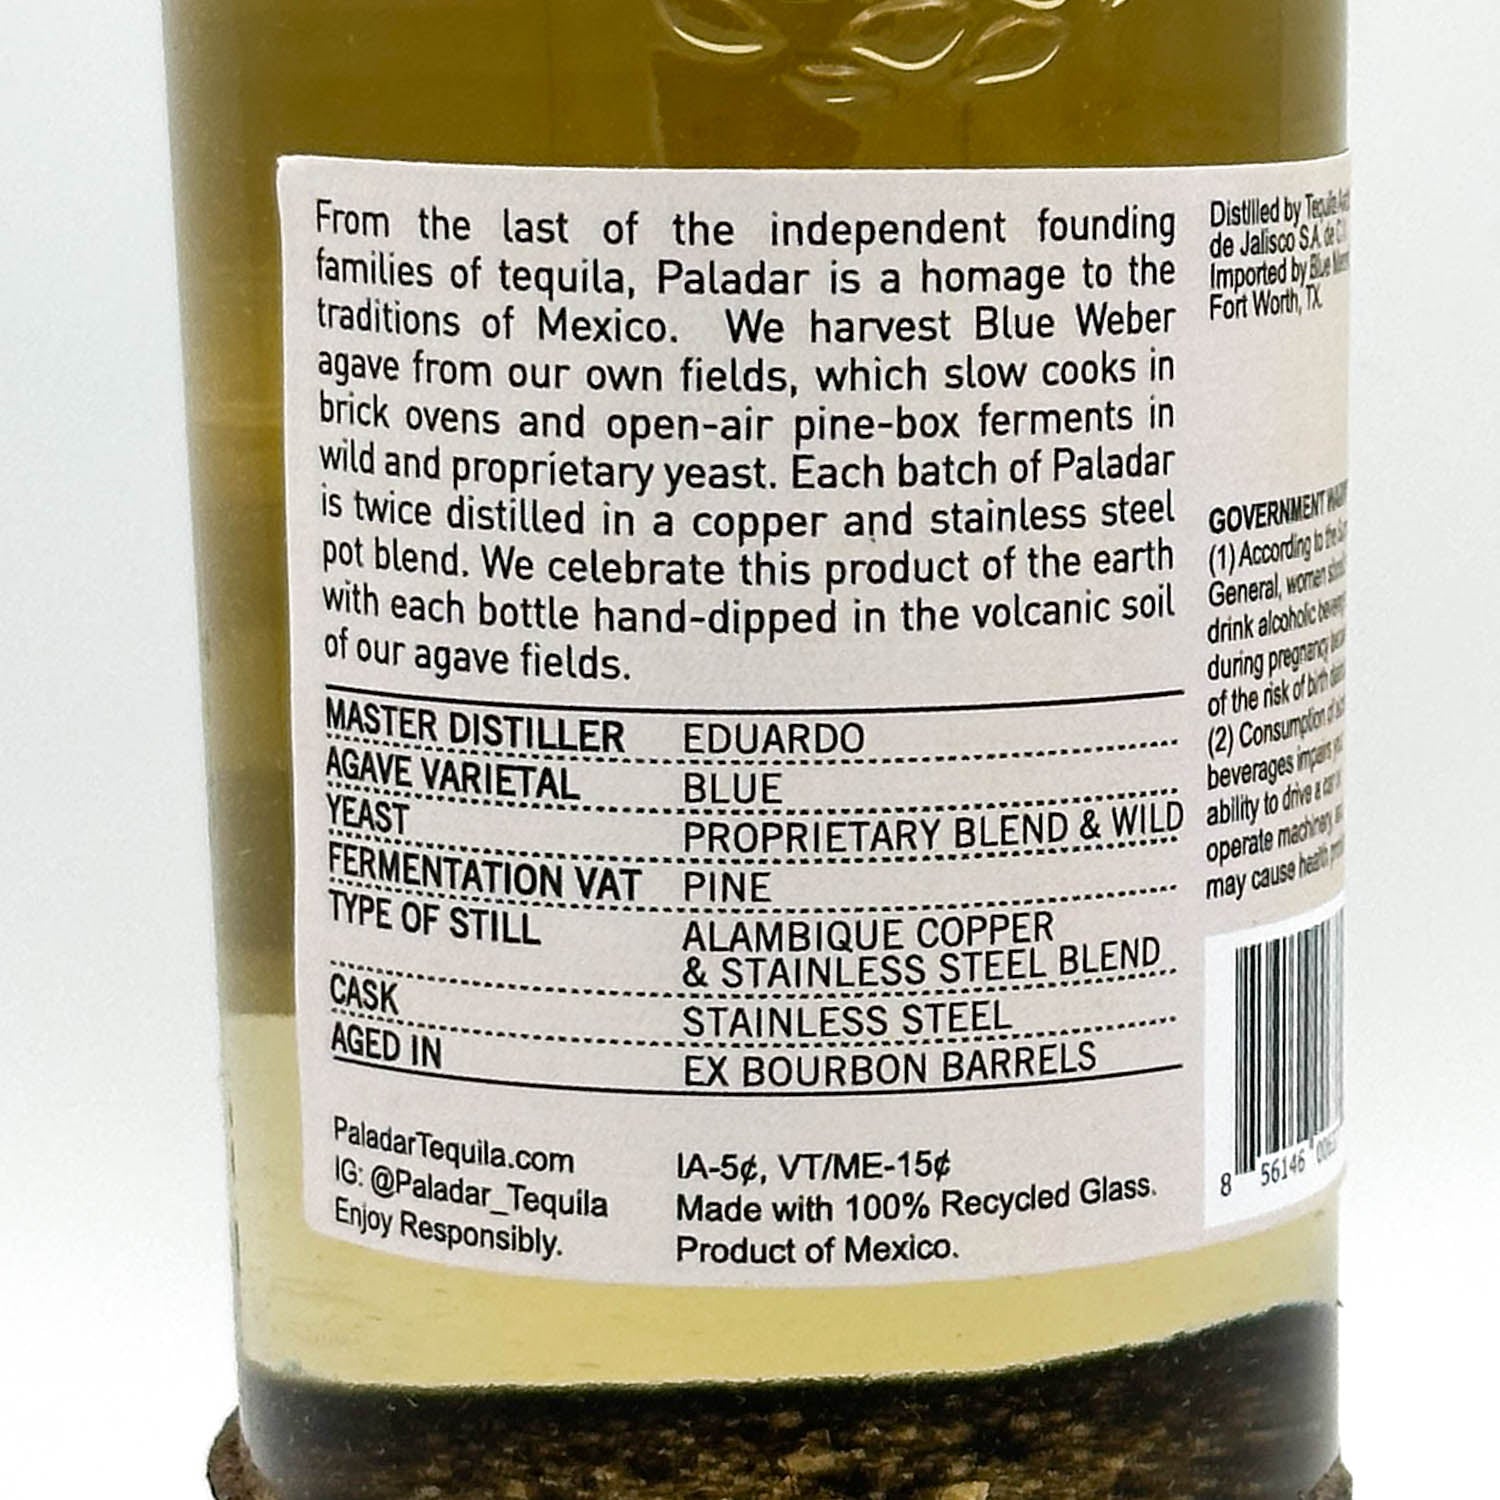 From the last of the independent founding
families of tequila, Paladar is a homage to the
traditions of Mexico. We harvest Blue Weber
agave from our own fields, which slow cooks in
brick ovens and open-air pine-box ferments in
wild and proprietary yeast. Each batch of Paladar
is twice distilled in a copper and stainless steel
pot blend. We celebrate this product of the earth
with each bottle hand-dipped in the volcanic soil
of our agave fields.
MASTER DISTILLER EDUARDO
AGAVE VARIETAL BLUE
YEAST PROPRIETARY BLEND & WILD
FERMENTATION VAT PINE
TYPE OF STILL ALAMBIQUE COPPER
& STAINLESS STEEL BLEND
CASK STAINLESS STEEL
AGED IN EX BOURBON BARRELS
PaladarTequila.com
IG: @Paladar_Tequila
Enjoy Responsibly.
IA-5¢, VT/ME-15¢
Made with 100% Recycled Glass.
Product of Mexico.
Distilled by Tequila
de Jalisco S.A. de
Imported by Blue
Fort Worth, TX.
GOVERNMENT
(1) According to the
General, women
drink alcoholic
during pregnancy
of the risk of birth
(2) Consumption of
beverages impairs
ability to drive a car
operate machinery,
may cause health
8 56146